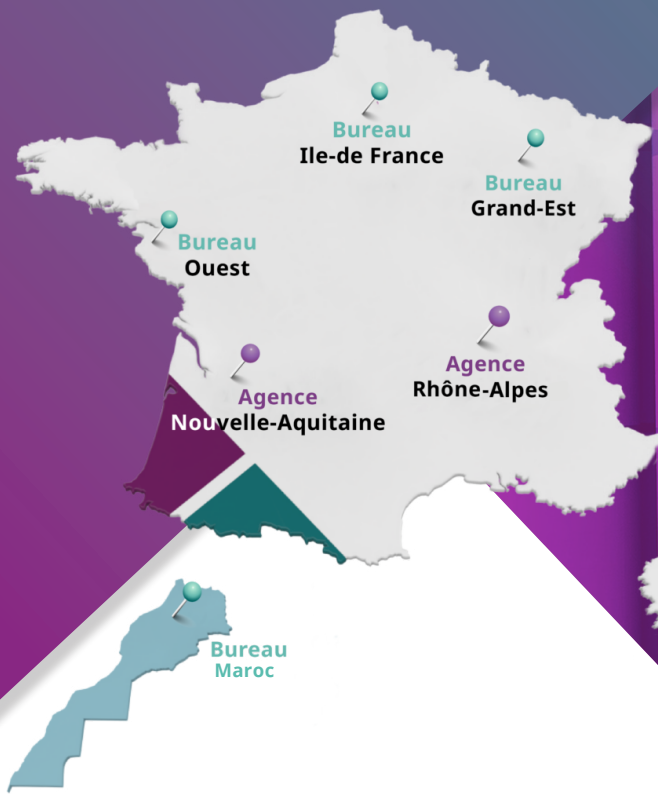 Bureau
Ile-de France
Bureau
Grand-Est
Bureau
Ouest
Agence
Rhône-Alpes
Agence
Nouvelle-Aquitaine
Bureau
Maroc